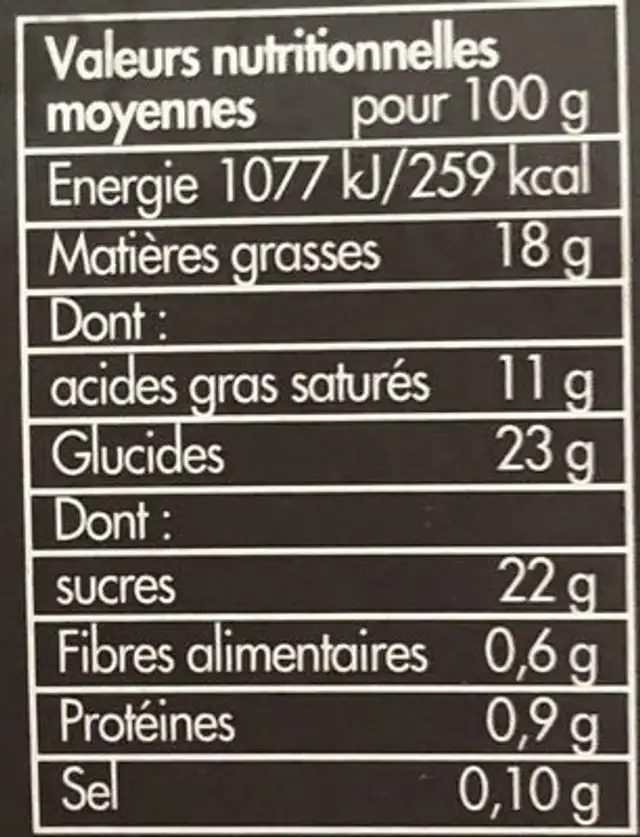 Valeurs nutritionnelles
moyennes pour 100 g
Energie 1077 kJ/259 kcal
Matières grasses 18 g
Dont :
acides gras saturés 11 g
Glucides 23 g
Dont :
sucres 22 g
Fibres alimentaires 0,6 g
Protéines 0,9 g
Sel 0,10 g